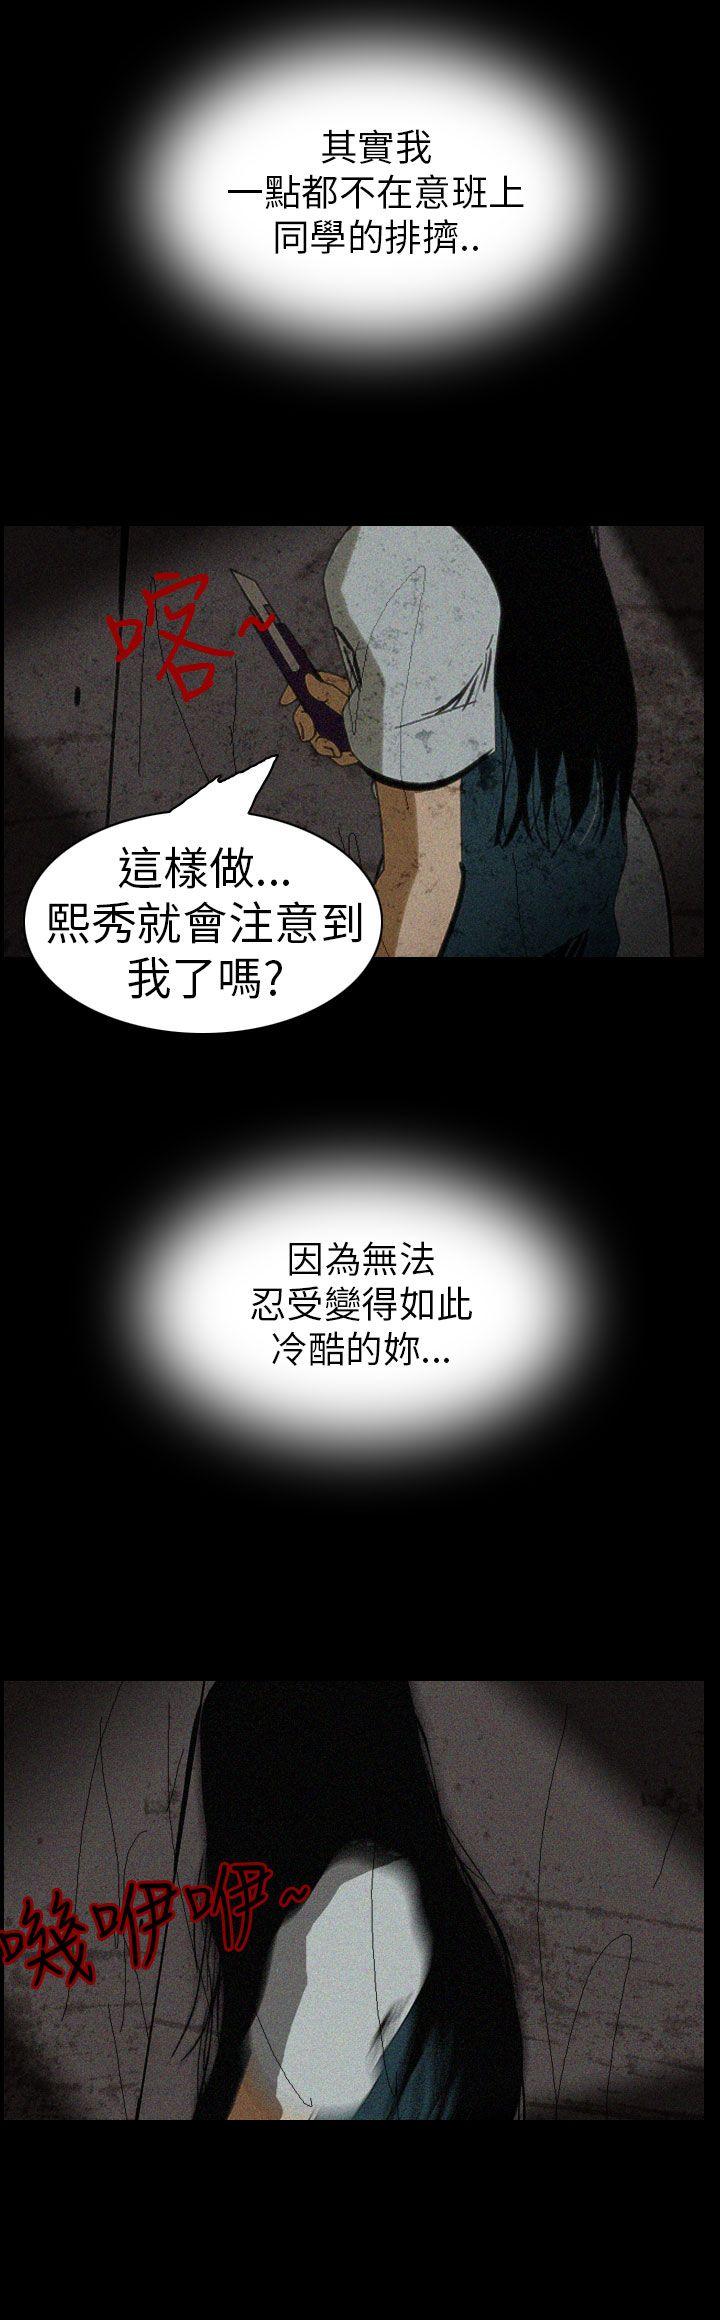 其實我
一點都不在意班上
同學的排擠..
喀~
這樣做...
熙秀就會注意到
我了嗎?
因為無法
忍受變得如此
冷酷的妳...
嘰咿咿~